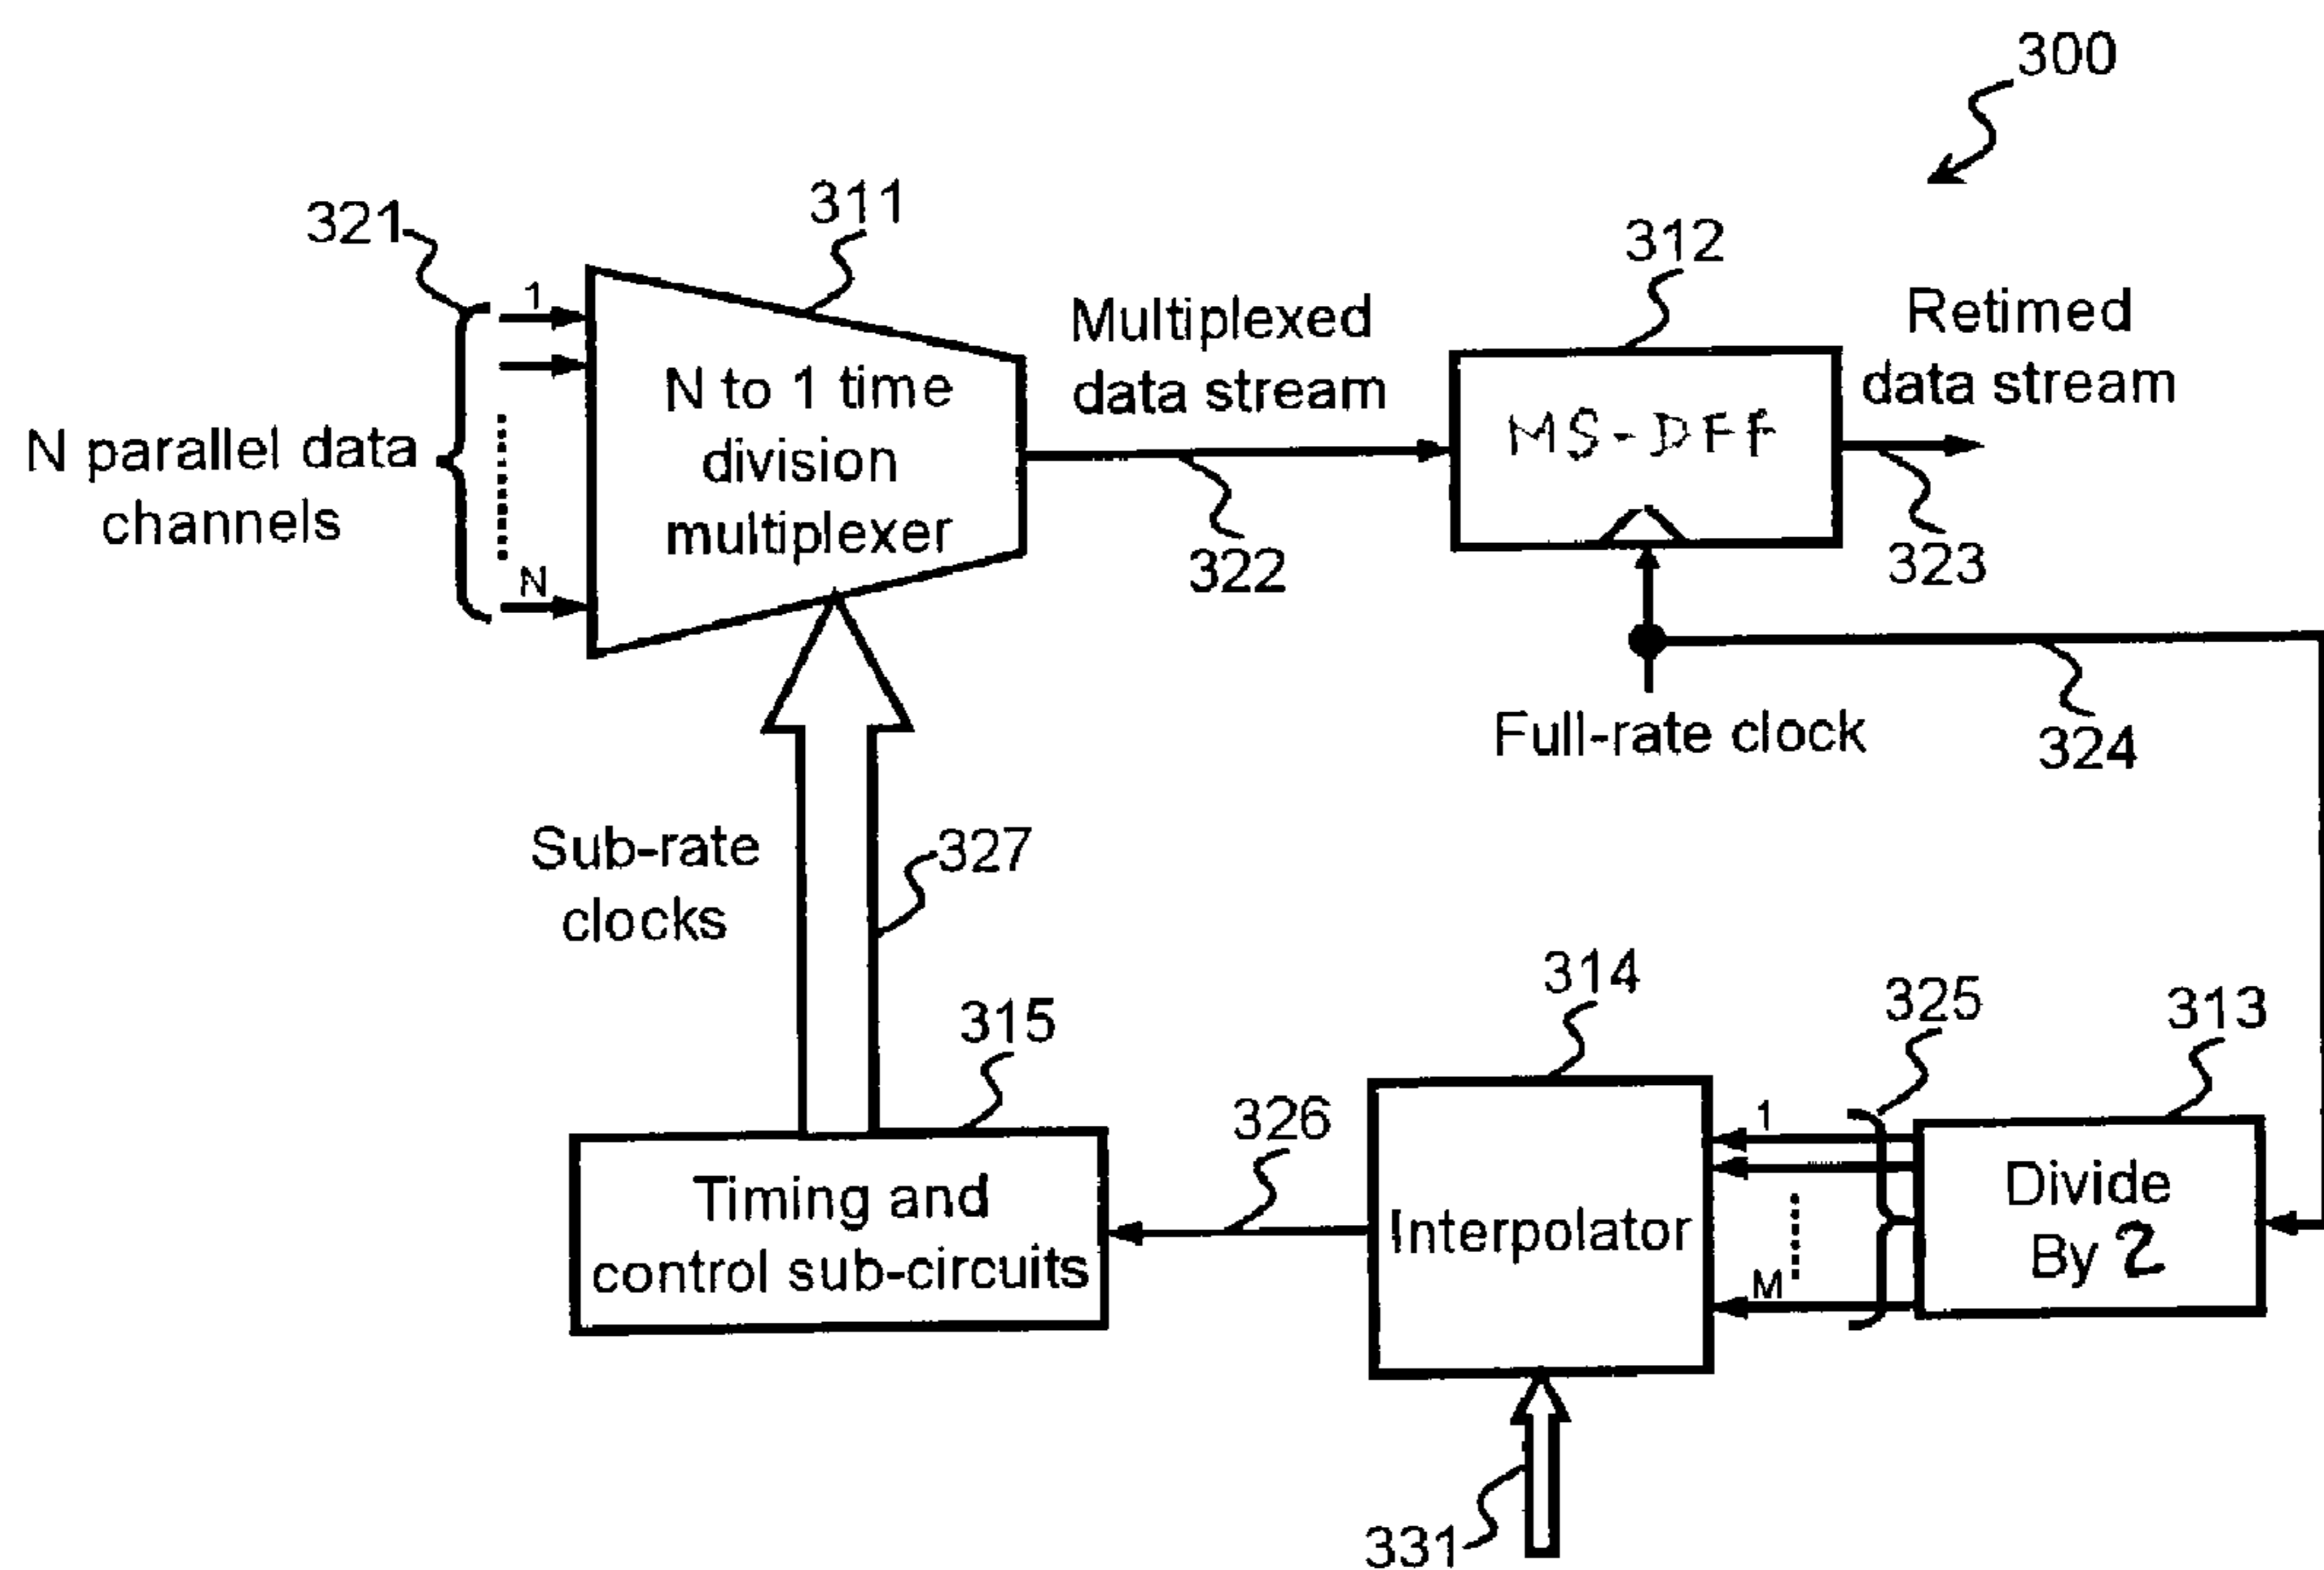 300
321
311
312
1
N to 1 time
division
multiplexer
N
N parallel data
channels
Multiplexed
data stream
322
MS-DFf
Retimed
data stream
323
Full-rate clock
324
Sub-rate
clocks
327
315
Timing and
control sub-circuits
326
314
Interpolator
325
1
M
313
Divide
By 2
331